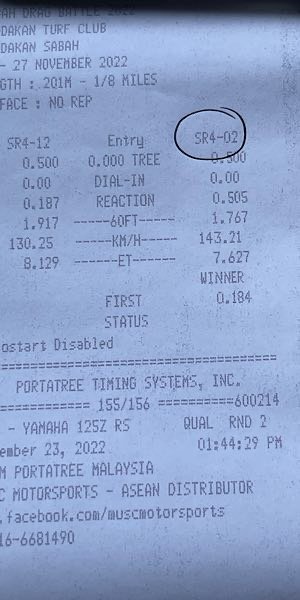 AH DRAG BATTLE 2022
DAKAN TURF CLUB
DAKAN SABAH
- 27 NOVEMBER 2022
GTH : 201M - 1/8 MILES
FACE : NO REP
SR4-12 Entry SR4-02
0.500 0.000 TREE 0.500
0.00 DIAL-IN 0.00
0.187 REACTION 0.505
1.917 -----60FT----- 1.767
130.25 -----KM/H----- 143.21
8.129 ------ET------ 7.627
WINNER
FIRST 0.184
STATUS
ostart Disabled
===================================
PORTATREE TIMING SYSTEMS, INC.
=========== 155/156 ==========600214
- YAMAHA 125Z RS QUAL RND 2
ember 23, 2022 01:44:29 PM
M PORTATREE MALAYSIA
C MOTORSPORTS - ASEAN DISTRIBUTOR
.facebook.com/muscmotorsports
16-6681490